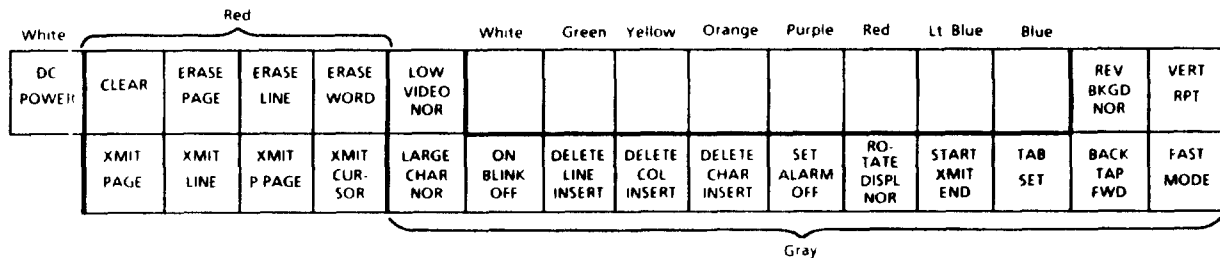 Red
White
White Green Yellow Orange Purple Red Lt Blue Blue
DC POWER
CLEAR
ERASE PAGE
ERASE LINE
ERASE WORD
LOW VIDEO NOR
REV BKGD NOR
VERT RPT
XMIT PAGE
XMIT LINE
XMIT P PAGE
XMIT CUR- SOR
LARGE CHAR NOR
ON BLINK OFF
DELETE LINE INSERT
DELETE COL INSERT
DELETE CHAR INSERT
SET ALARM OFF
RO- TATE DISPL NOR
START XMIT END
TAB SET
BACK TAP FWD
FAST MODE
Gray